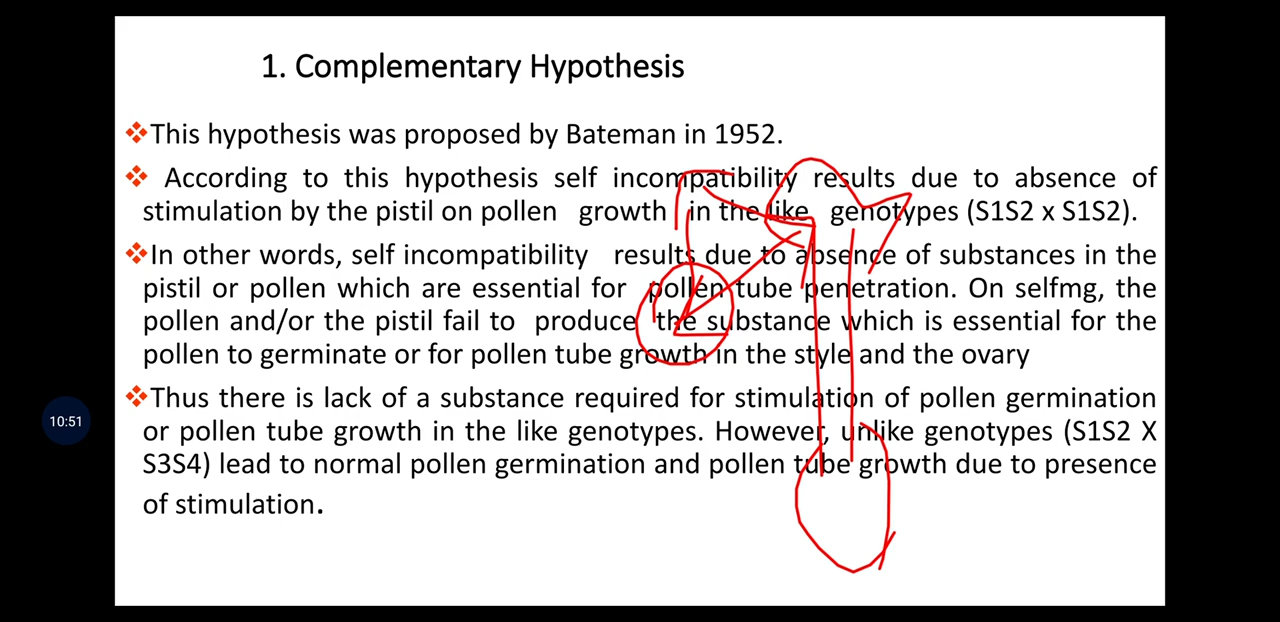 1. Complementary Hypothesis
❖This hypothesis was proposed by Bateman in 1952.
❖ According to this hypothesis self incompatibility results due to absence of
stimulation by the pistil on pollen growth in the like genotypes (S1S2 x S1S2).
❖In other words, self incompatibility results due to absence of substances in the
pistil or pollen which are essential for pollen tube penetration. On selfmg, the
pollen and/or the pistil fail to produce the substance which is essential for the
pollen to germinate or for pollen tube growth in the style and the ovary
❖Thus there is lack of a substance required for stimulation of pollen germination
or pollen tube growth in the like genotypes. However, unlike genotypes (S1S2 X
S3S4) lead to normal pollen germination and pollen tube growth due to presence
of stimulation.
10:51